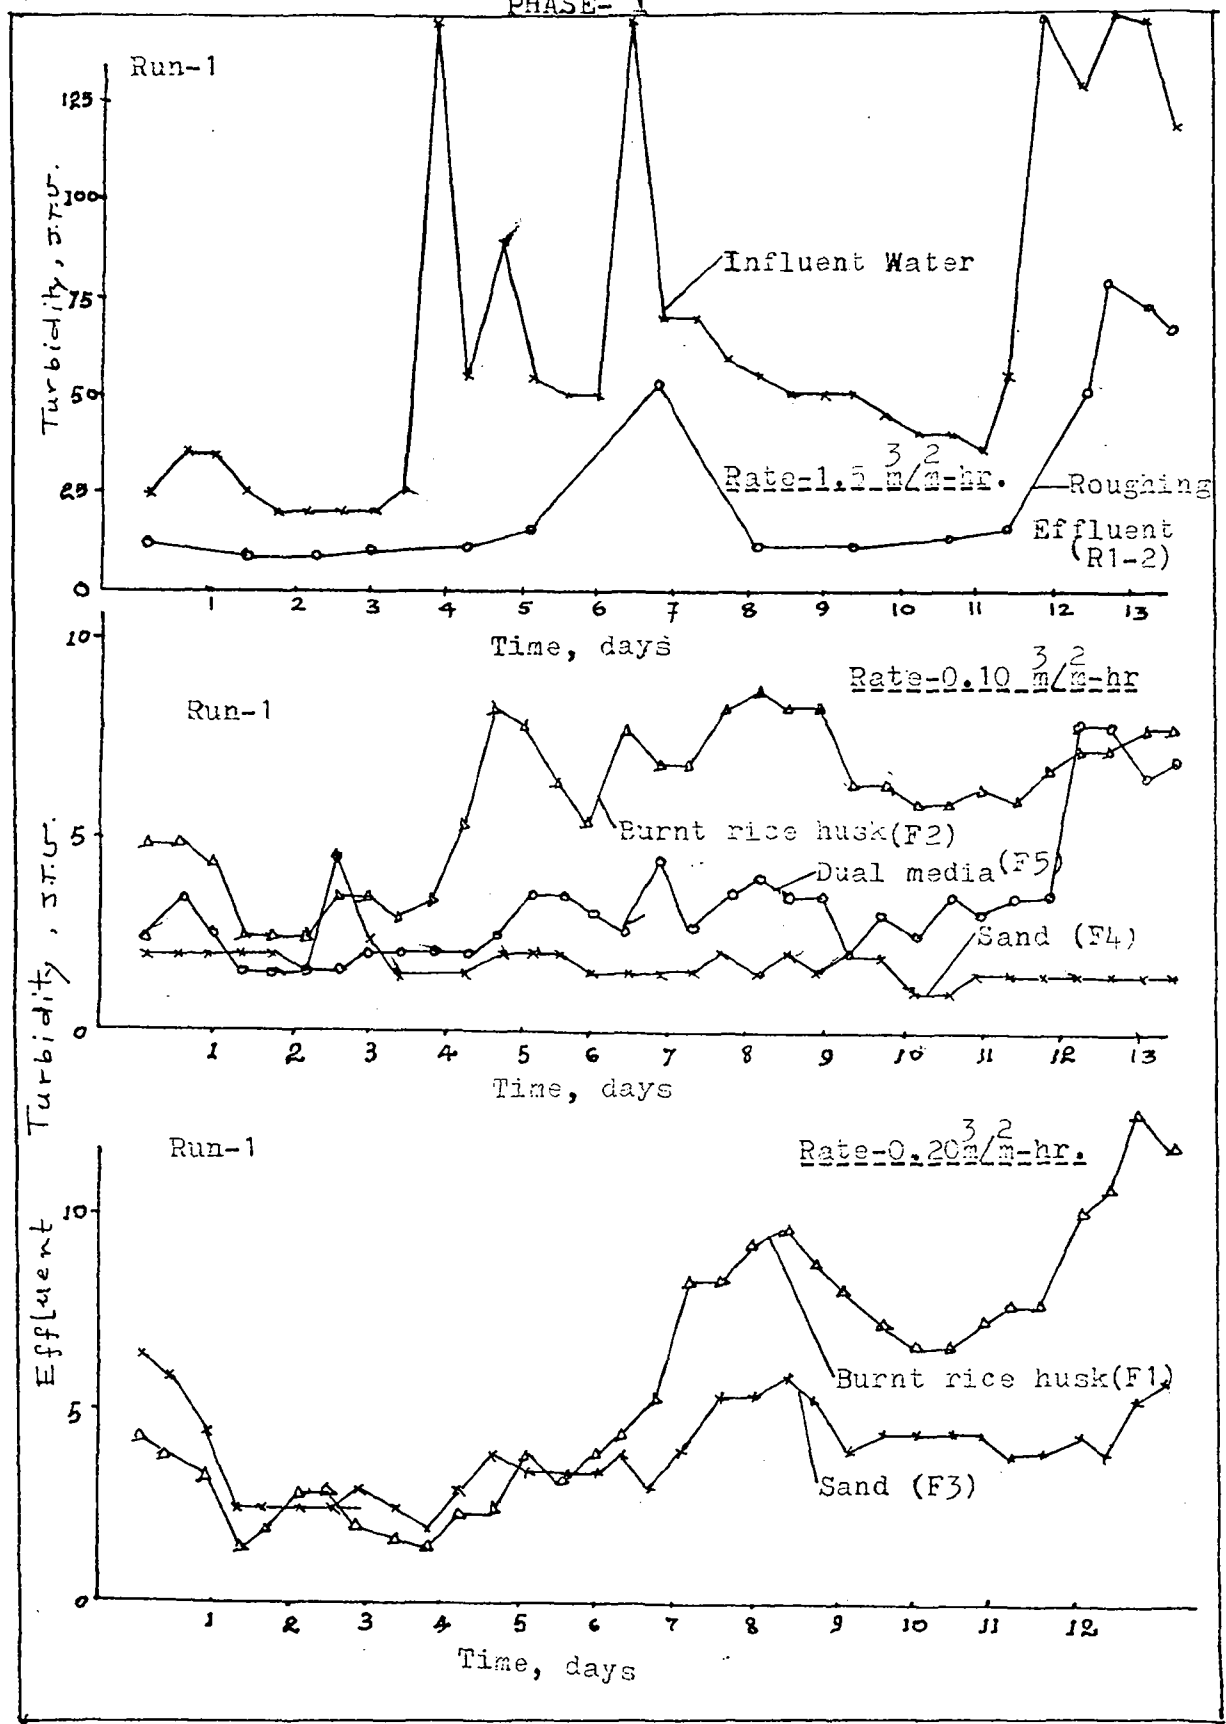 PHASE- 1
Run-1
125
100
75
50
25
0
Turbidity, J.T.U.
Influent Water
Rate-1.5 m3/m2-hr.
Roughing
Effluent
(R1-2)
1 2 3 4 5 6 7 8 9 10 11 12 13
Time, days
10
5
0
Run-1
Rate-0.10 m3/m2-hr
Burnt rice husk(F2)
Dual media(F5)
Sand (F4)
1 2 3 4 5 6 7 8 9 10 11 12 13
Time, days
Effluent Turbidity, J.T.U.
Run-1
Rate-0.20m3/m2-hr.
10
5
0
Burnt rice husk(F1)
Sand (F3)
1 2 3 4 5 6 7 8 9 10 11 12
Time, days